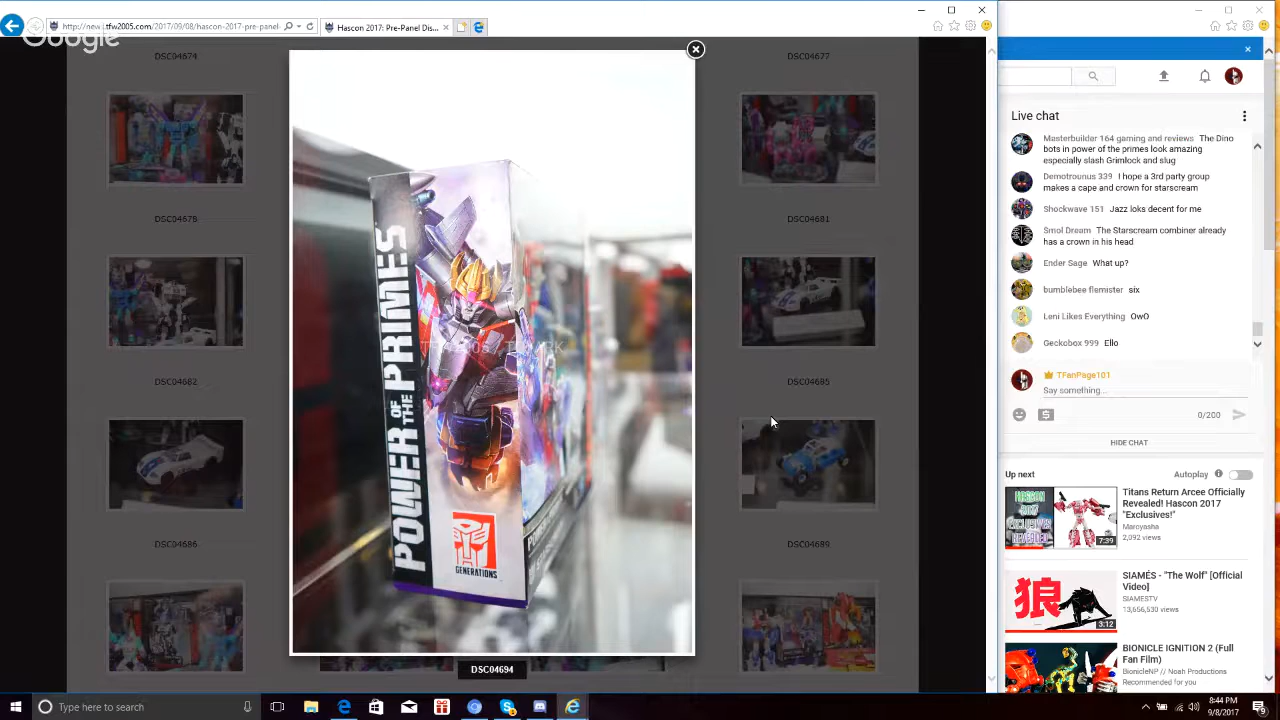 http://new.tfw2005.com/2017/09/08/hascon-2017-pre-panel-
Hascon 2017: Pre-Panel Dis...
Google
DSC04674
DSC04677
DSC04678
DSC04681
DSC04682
DSC04685
DSC04686
DSC04689
POWER OF THE PRIMES
GENERATIONS
DSC04694
Live chat
Masterbuilder 164 gaming and reviews The Dino
bots in power of the primes look amazing
especially slash Grimlock and slug
Demotrounus 339 I hope a 3rd party group
makes a cape and crown for starscream
Shockwave 151 Jazz loks decent for me
Smol Dream The Starscream combiner already
has a crown in his head
Ender Sage What up?
bumblebee flemister six
Leni Likes Everything OwO
Geckobox 999 Ello
TFanPage101
Say something...
0/200
HIDE CHAT
Up next
Autoplay
HASCON
2017
EXCLUSIVES
REVEALED
7:39
Titans Return Arcee Officially
Revealed! Hascon 2017
"Exclusives!"
Maroyasha
2,092 views
狼
3:12
SIAMÉS - "The Wolf" [Official
Video]
SIAMESTV
13,656,530 views
BIONICLE IGNITION 2 (Full
Fan Film)
BionicleNP // Noah Productions
Recommended for you
Type here to search
8:44 PM
9/8/2017